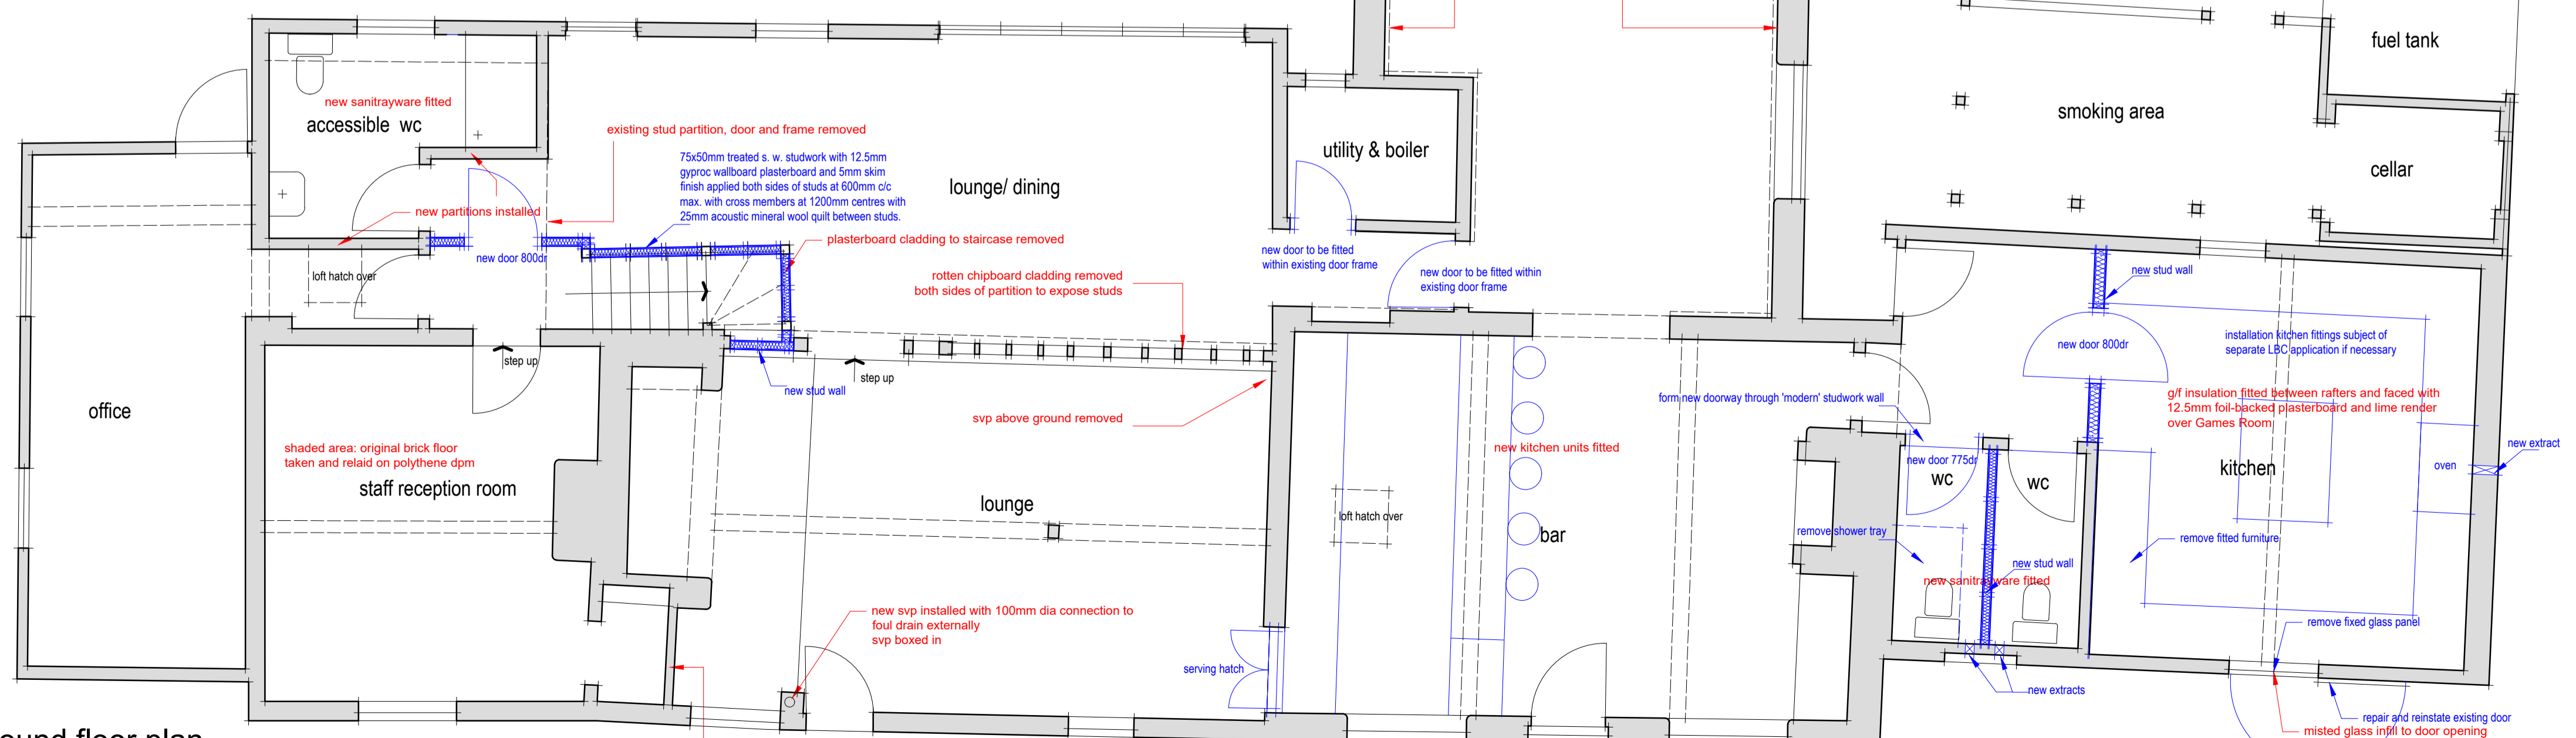 new sanitrayware fitted
accessible wc
existing stud partition, door and frame removed
75x50mm treated s. w. studwork with 12.5mm
gyproc wallboard plasterboard and 5mm skim
finish applied both sides of studs at 600mm c/c
max. with cross members at 1200mm centres with
25mm acoustic mineral wool quilt between studs.
new partitions installed
new door 800dr
loft hatch over
plasterboard cladding to staircase removed
rotten chipboard cladding removed
both sides of partition to expose studs
lounge/ dining
utility & boiler
new door to be fitted
within existing door frame
new door to be fitted within
existing door frame
smoking area
fuel tank
cellar
new stud wall
new door 800dr
installation kitchen fittings subject of
separate LBC application if necessary
g/f insulation fitted between rafters and faced with
12.5mm foil-backed plasterboard and lime render
over Games Room
kitchen
oven
new extract
form new doorway through 'modern' studwork wall
new door 775dr
wc
wc
remove shower tray
remove fitted furniture
new stud wall
new sanitrayware fitted
remove fixed glass panel
new extracts
repair and reinstate existing door
misted glass infill to door opening
step up
step up
new stud wall
svp above ground removed
office
shaded area: original brick floor
taken and relaid on polythene dpm
staff reception room
lounge
loft hatch over
new kitchen units fitted
bar
new svp installed with 100mm dia connection to
foul drain externally
svp boxed in
serving hatch
floor plan